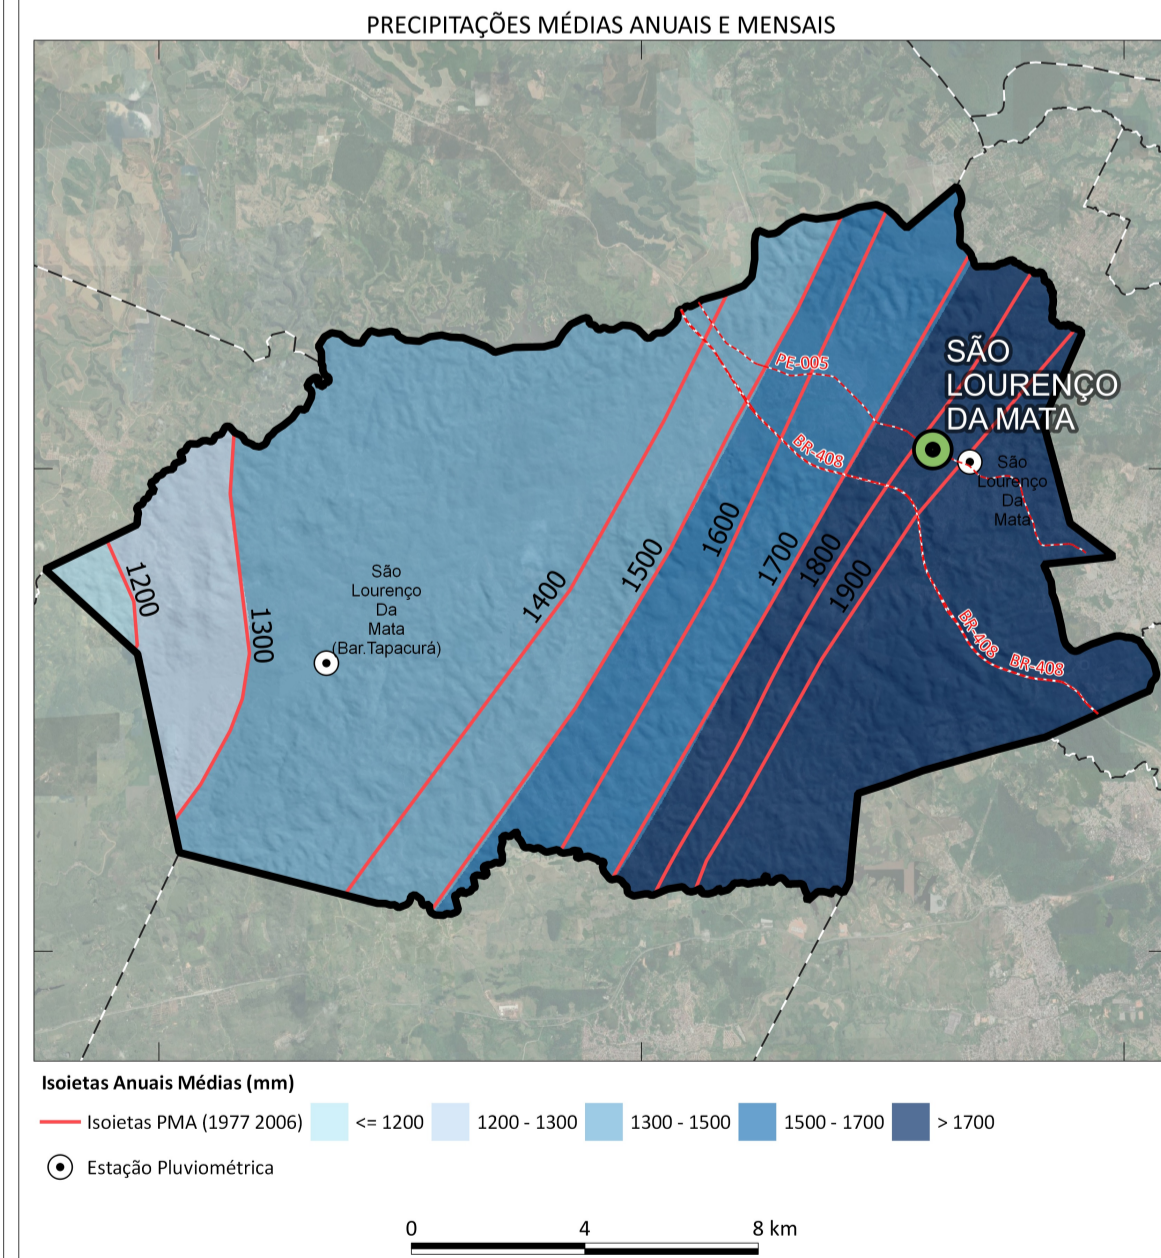 PRECIPITAÇÕES MÉDIAS ANUAIS E MENSAIS
SÃO
LOURENÇO
DA MATA
PE-005
BR-408
São
Lourenço
Da
Mata
1600
1500
1700
1800
1900
1400
1200
1300
São
Lourenço
Da
Mata
(Bar.Tapacurá)
BR-408
BR-408
Isoietas Anuais Médias (mm)
Isoietas PMA (1977 2006)
<= 1200
1200 - 1300
1300 - 1500
1500 - 1700
> 1700
Estação Pluviométrica
0
4
8 km